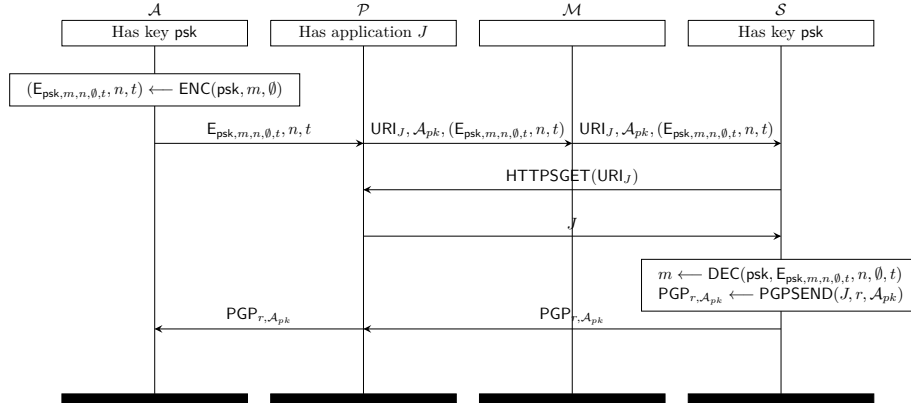 𝒜 𝒫 ℳ 𝒮
Has key psk Has application J Has key psk
(E_{psk,m,n,∅,t}, n, t) ⟵ ENC(psk, m, ∅)
E_{psk,m,n,∅,t}, n, t URI_J, 𝒜_{pk}, (E_{psk,m,n,∅,t}, n, t) URI_J, 𝒜_{pk}, (E_{psk,m,n,∅,t}, n, t)
HTTPSGET(URI_J)
J
m ⟵ DEC(psk, E_{psk,m,n,∅,t}, n, ∅, t)
PGP_{r,𝒜_{pk}} ⟵ PGPSEND(J, r, 𝒜_{pk})
PGP_{r,𝒜_{pk}} PGP_{r,𝒜_{pk}}